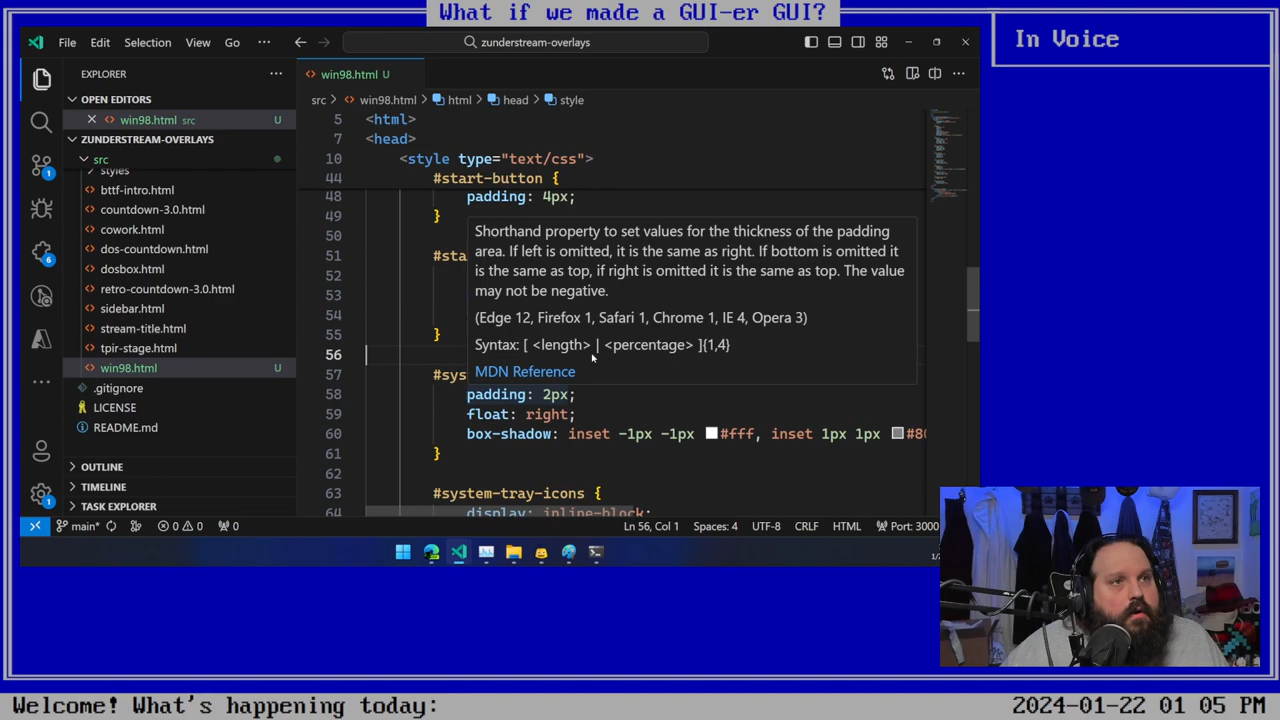 What if we made a GUI-er GUI?
In Voice
File Edit Selection View Go ... zunderstream-overlays
EXPLORER
OPEN EDITORS
win98.html src U
ZUNDERSTREAM-OVERLAYS
src
styles
bttf-intro.html
countdown-3.0.html
cowork.html
dos-countdown.html
dosbox.html
retro-countdown-3.0.html
sidebar.html
stream-title.html
tpir-stage.html
win98.html U
.gitignore
LICENSE
README.md
OUTLINE
TIMELINE
TASK EXPLORER
1
6
1
win98.html U
src > win98.html > html > head > style
5 <html>
7 <head>
10 <style type="text/css">
44 #start-button {
48 padding: 4px;
49 }
50
51 #sta
52
53
54
55 }
56
57 #sys
58 padding: 2px;
59 float: right;
60 box-shadow: inset -1px -1px #fff, inset 1px 1px #80
61 }
62
63 #system-tray-icons {
64 display: inline-block;
Shorthand property to set values for the thickness of the padding
area. If left is omitted, it is the same as right. If bottom is omitted it
is the same as top, if right is omitted it is the same as top. The value
may not be negative.
(Edge 12, Firefox 1, Safari 1, Chrome 1, IE 4, Opera 3)
Syntax: [ <length> | <percentage> ]{1,4}
MDN Reference
main* 0 0 0 Ln 56, Col 1 Spaces: 4 UTF-8 CRLF HTML Port: 3000
1/2
Welcome! What's happening today:
2024-01-22 01 05 PM